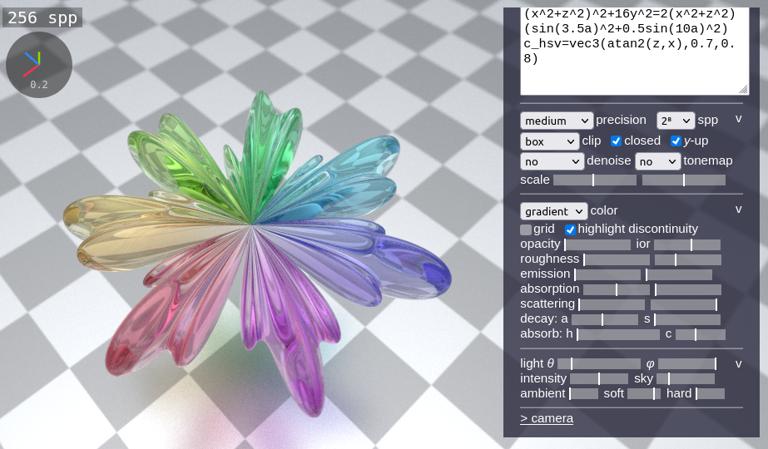 256 spp
0.2
(x^2+z^2)^2+16y^2=2(x^2+z^2)
(sin(3.5a)^2+0.5sin(10a)^2)
c_hsv=vec3(atan2(z,x),0.7,0.
8)
medium precision 2⁸ spp v
box clip closed y-up
no denoise no tonemap
scale
gradient color v
grid highlight discontinuity
opacity ior
roughness
emission
absorption
scattering
decay: a s
absorb: h c
light θ φ v
intensity sky
ambient soft hard
> camera